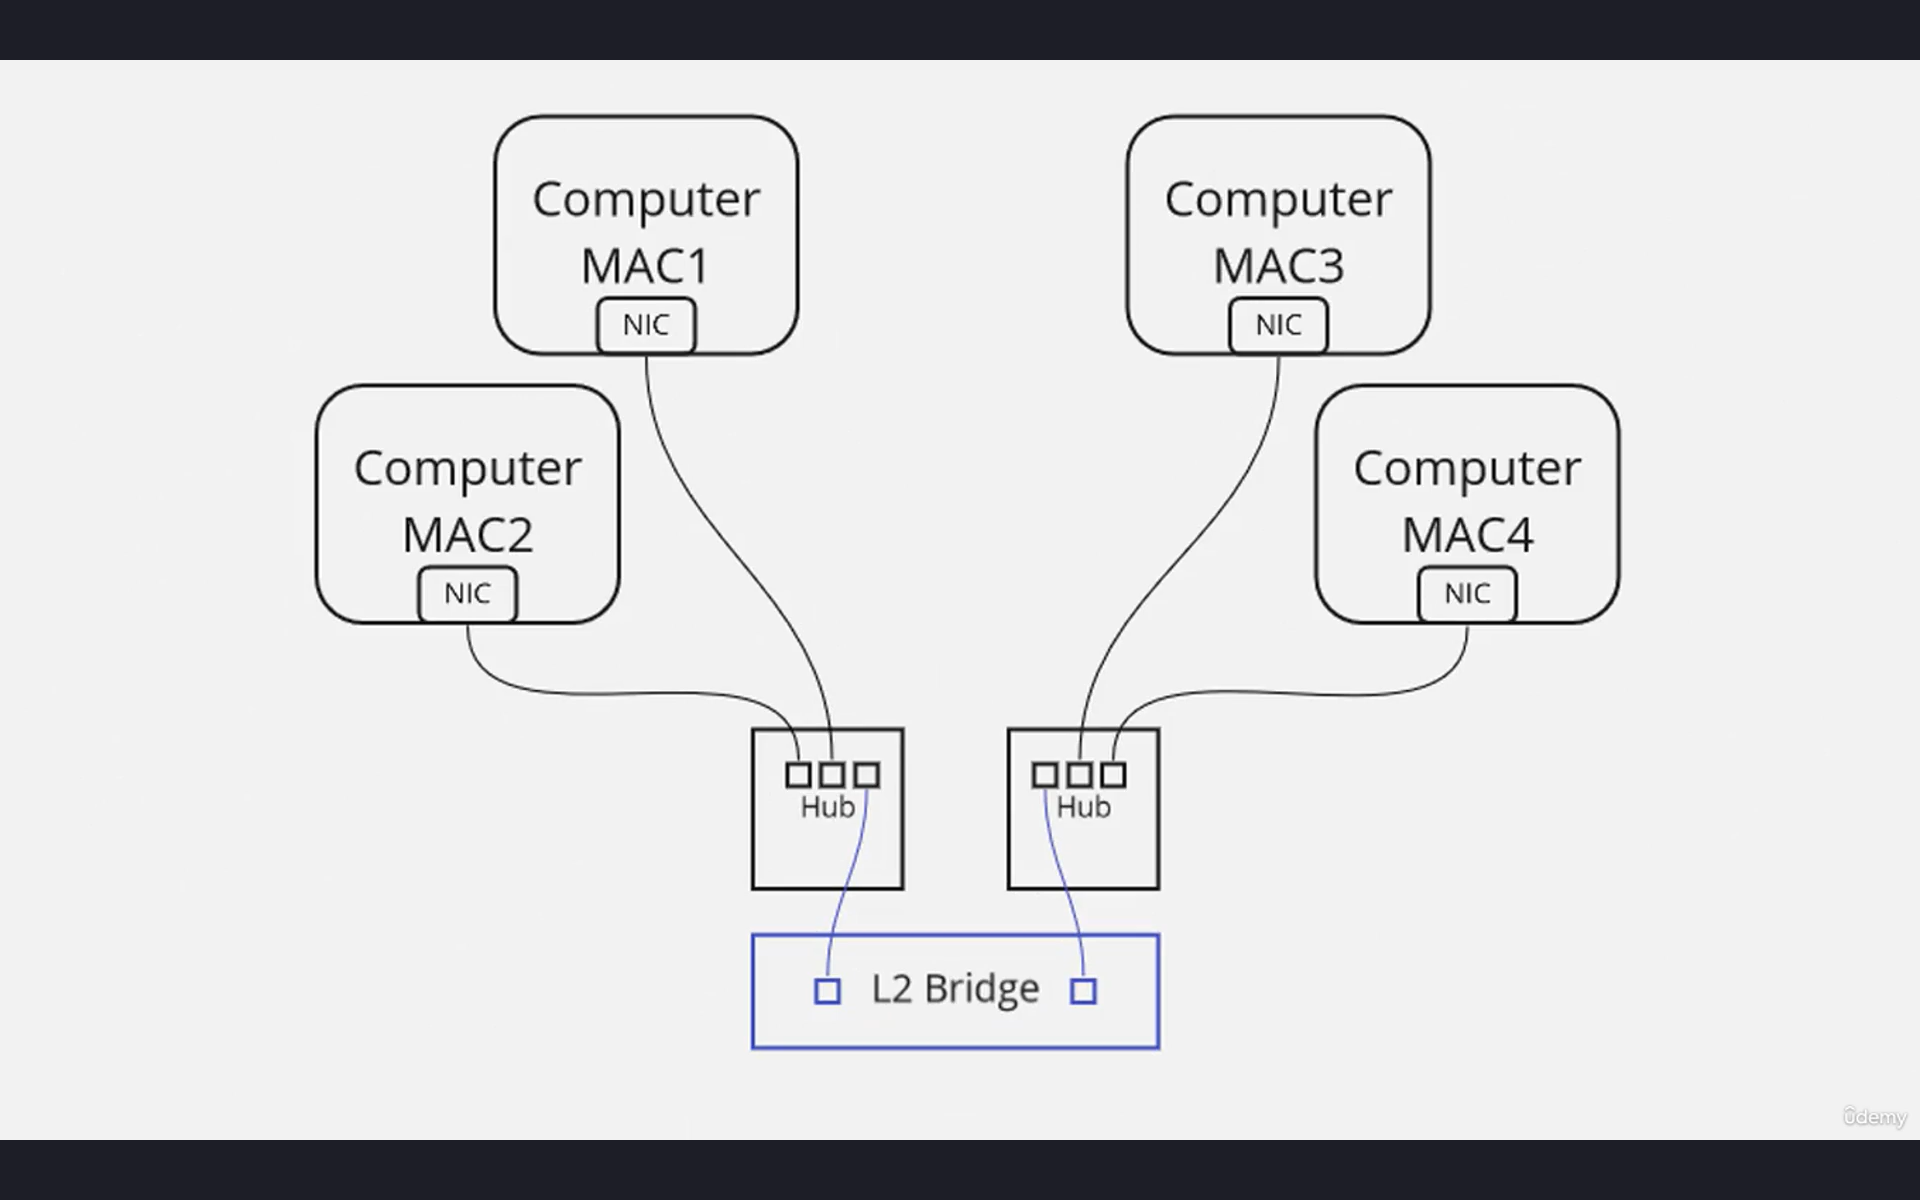 Computer
MAC1
NIC
Computer
MAC3
NIC
Computer
MAC2
NIC
Computer
MAC4
NIC
Hub
Hub
L2 Bridge
ûdemy